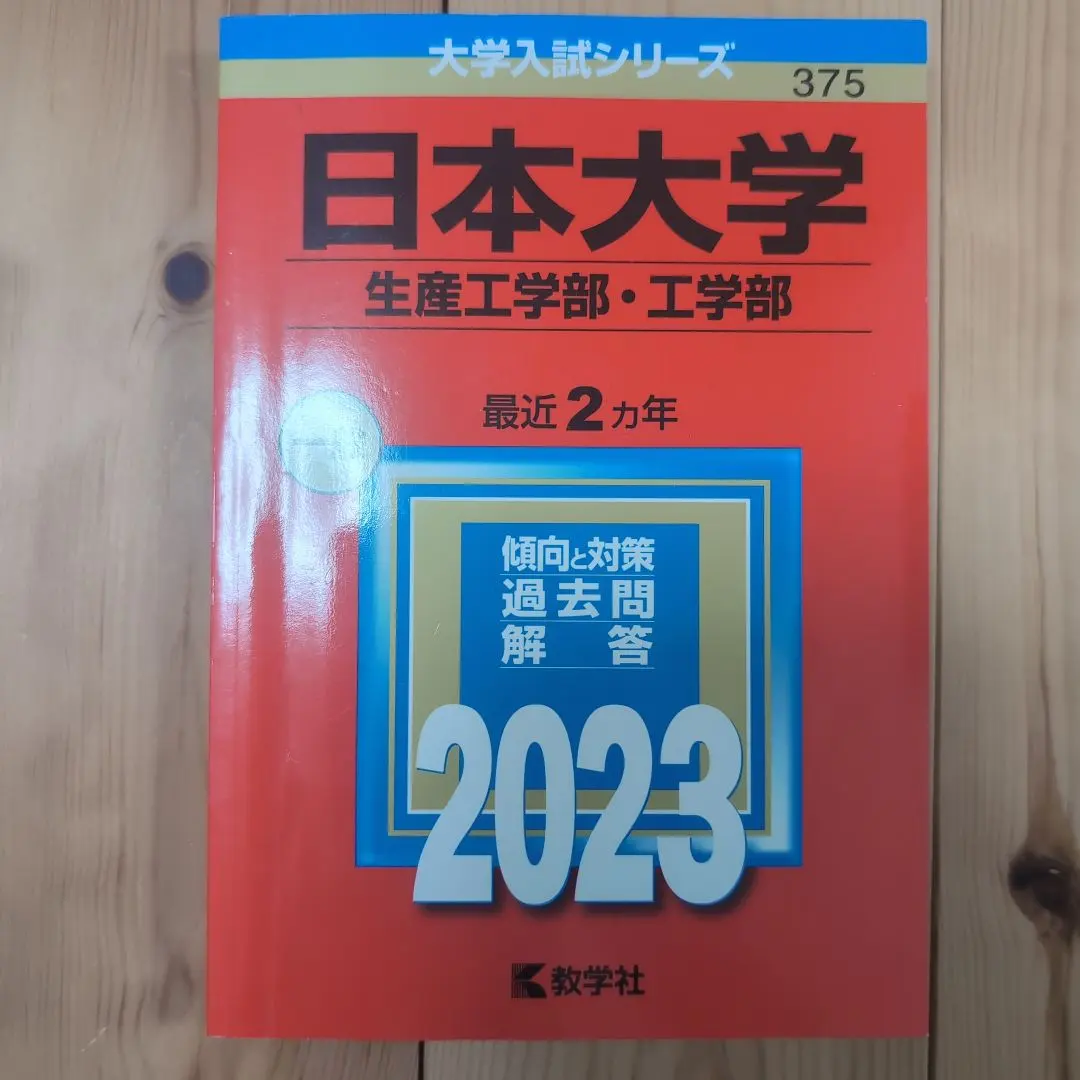 大学入試シリーズ
375
日本大学
生産工学部・工学部
最近2カ年
傾向と対策
過去問
解答
2023
教学社